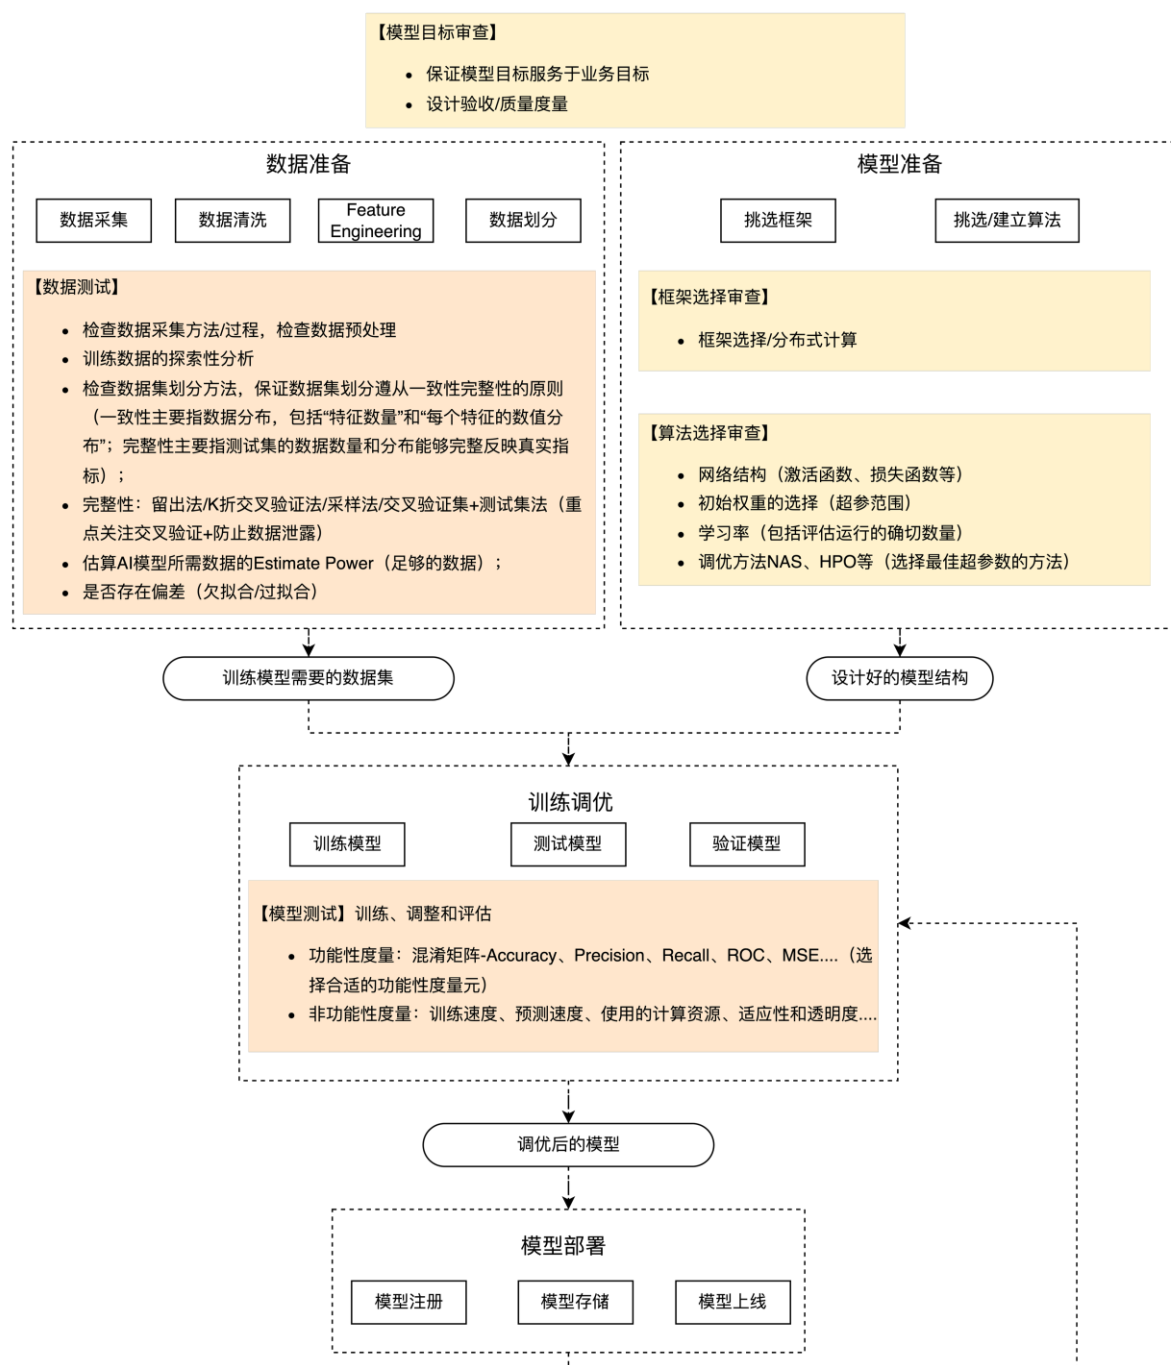 【模型目标审查】
保证模型目标服务于业务目标
设计验收/质量度量
数据准备
数据采集
数据清洗
Feature
Engineering
数据划分
【数据测试】
检查数据采集方法/过程，检查数据预处理
训练数据的探索性分析
检查数据集划分方法，保证数据集划分遵从一致性完整性的原则
（一致性主要指数据分布，包括“特征数量”和“每个特征的数值分
布”；完整性主要指测试集的数据数量和分布能够完整反映真实指
标）；
完整性：留出法/K折交叉验证法/采样法/交叉验证集+测试集法（重
点关注交叉验证+防止数据泄露）
估算AI模型所需数据的Estimate Power（足够的数据）；
是否存在偏差（欠拟合/过拟合）
模型准备
挑选框架
挑选/建立算法
【框架选择审查】
框架选择/分布式计算
【算法选择审查】
网络结构（激活函数、损失函数等）
初始权重的选择（超参范围）
学习率（包括评估运行的确切数量）
调优方法NAS、HPO等（选择最佳超参数的方法）
训练模型需要的数据集
设计好的模型结构
训练调优
训练模型
测试模型
验证模型
【模型测试】训练、调整和评估
功能性度量：混淆矩阵-Accuracy、Precision、Recall、ROC、MSE....（选
择合适的功能性度量元）
非功能性度量：训练速度、预测速度、使用的计算资源、适应性和透明度....
调优后的模型
模型部署
模型注册
模型存储
模型上线